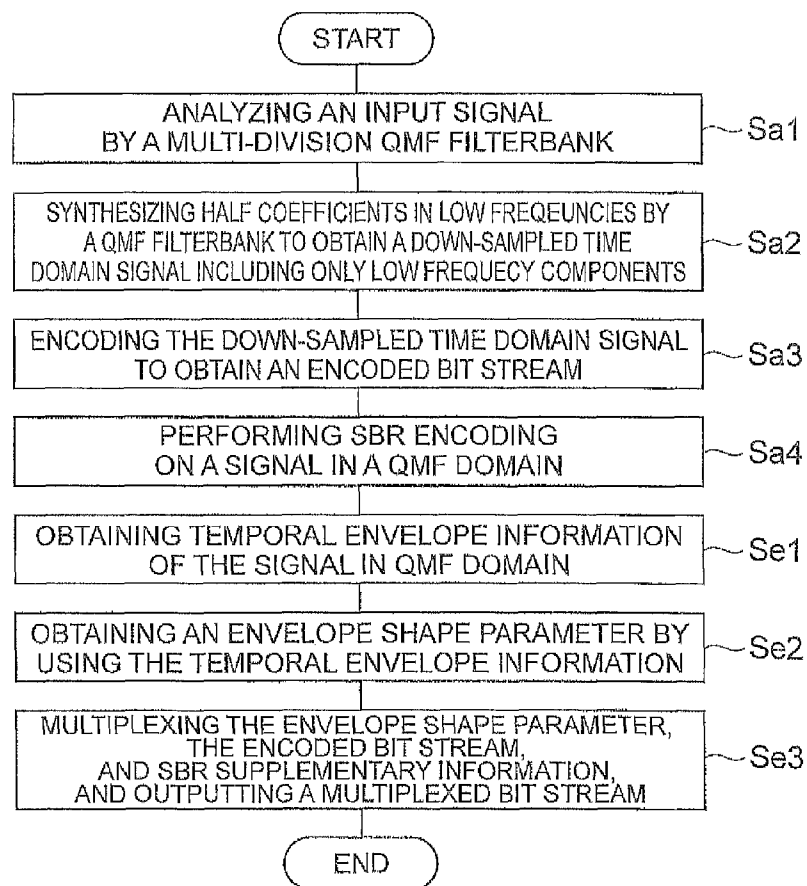 START
ANALYZING AN INPUT SIGNAL
BY A MULTI-DIVISION QMF FILTERBANK
Sa1
SYNTHESIZING HALF COEFFICIENTS IN LOW FREQEUNCIES BY
A QMF FILTERBANK TO OBTAIN A DOWN-SAMPLED TIME
DOMAIN SIGNAL INCLUDING ONLY LOW FREQUECY COMPONENTS
Sa2
ENCODING THE DOWN-SAMPLED TIME DOMAIN SIGNAL
TO OBTAIN AN ENCODED BIT STREAM
Sa3
PERFORMING SBR ENCODING
ON A SIGNAL IN A QMF DOMAIN
Sa4
OBTAINING TEMPORAL ENVELOPE INFORMATION
OF THE SIGNAL IN QMF DOMAIN
Se1
OBTAINING AN ENVELOPE SHAPE PARAMETER BY
USING THE TEMPORAL ENVELOPE INFORMATION
Se2
MULTIPLEXING THE ENVELOPE SHAPE PARAMETER,
THE ENCODED BIT STREAM,
AND SBR SUPPLEMENTARY INFORMATION,
AND OUTPUTTING A MULTIPLEXED BIT STREAM
Se3
END